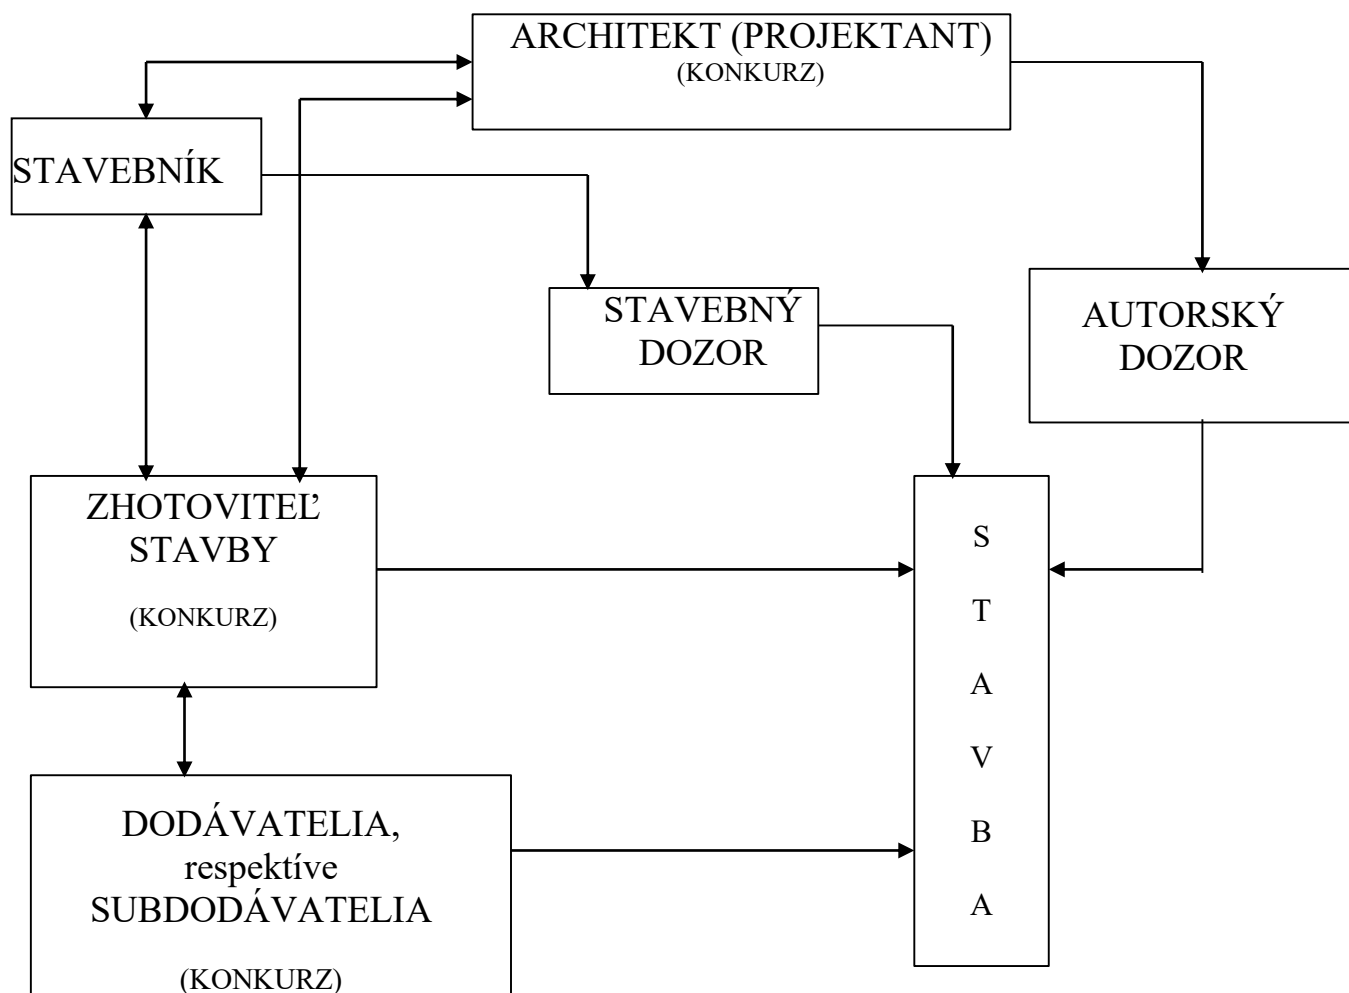 ARCHITEKT (PROJEKTANT)
(KONKURZ)
STAVEBNÍK
STAVEBNÝ
DOZOR
AUTORSKÝ
DOZOR
ZHOTOVITEĽ
STAVBY
(KONKURZ)
S
T
A
V
B
A
DODÁVATELIA,
respektíve
SUBDODÁVATELIA
(KONKURZ)